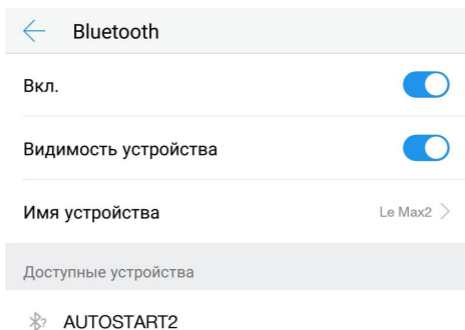 Bluetooth
Вкл.
Видимость устройства
Имя устройства Le Max2
Доступные устройства
AUTOSTART2